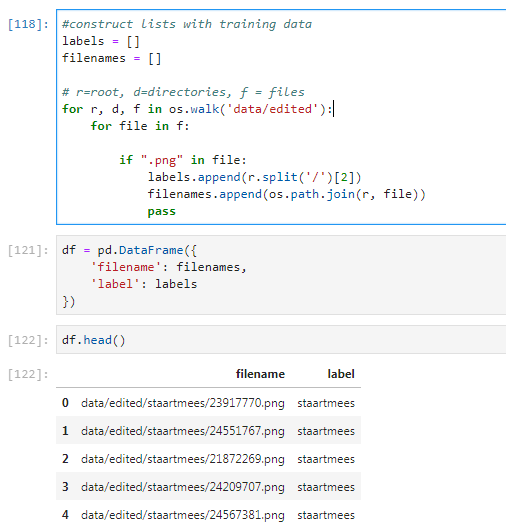 [118]: #construct lists with training data
labels = []
filenames = []
# r=root, d=directories, f = files
for r, d, f in os.walk('data/edited'):
for file in f:
if ".png" in file:
labels.append(r.split('/')[2])
filenames.append(os.path.join(r, file))
pass
[121]: df = pd.DataFrame({
'filename': filenames,
'label': labels
})
[122]: df.head()
[122]:
filename label
0 data/edited/staartmees/23917770.png staartmees
1 data/edited/staartmees/24551767.png staartmees
2 data/edited/staartmees/21872269.png staartmees
3 data/edited/staartmees/24209707.png staartmees
4 data/edited/staartmees/24567381.png staartmees